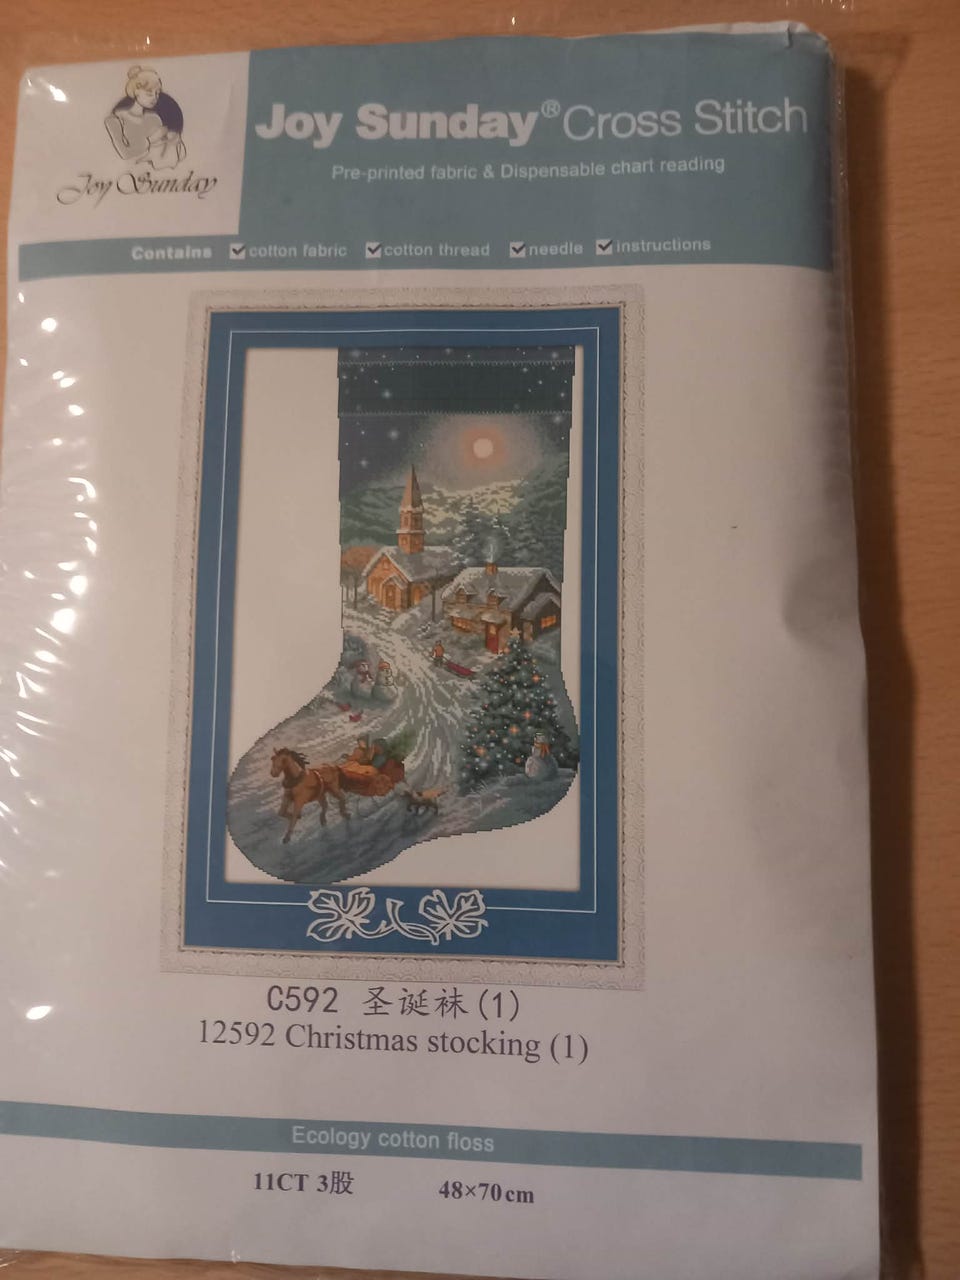 Joy Sunday
Joy Sunday® Cross Stitch
Pre-printed fabric & Dispensable chart reading
Contains cotton fabric cotton thread needle instructions
C592 圣诞袜(1)
12592 Christmas stocking (1)
Ecology cotton floss
11CT 3股 48×70cm